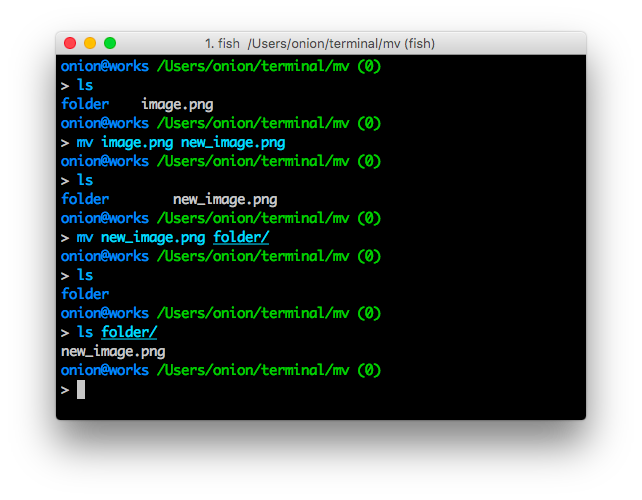 1. fish  /Users/onion/terminal/mv (fish)
onion@works /Users/onion/terminal/mv (0)
> ls
folder    image.png
onion@works /Users/onion/terminal/mv (0)
> mv image.png new_image.png
onion@works /Users/onion/terminal/mv (0)
> ls
folder        new_image.png
onion@works /Users/onion/terminal/mv (0)
> mv new_image.png folder/
onion@works /Users/onion/terminal/mv (0)
> ls
folder
onion@works /Users/onion/terminal/mv (0)
> ls folder/
new_image.png
onion@works /Users/onion/terminal/mv (0)
>